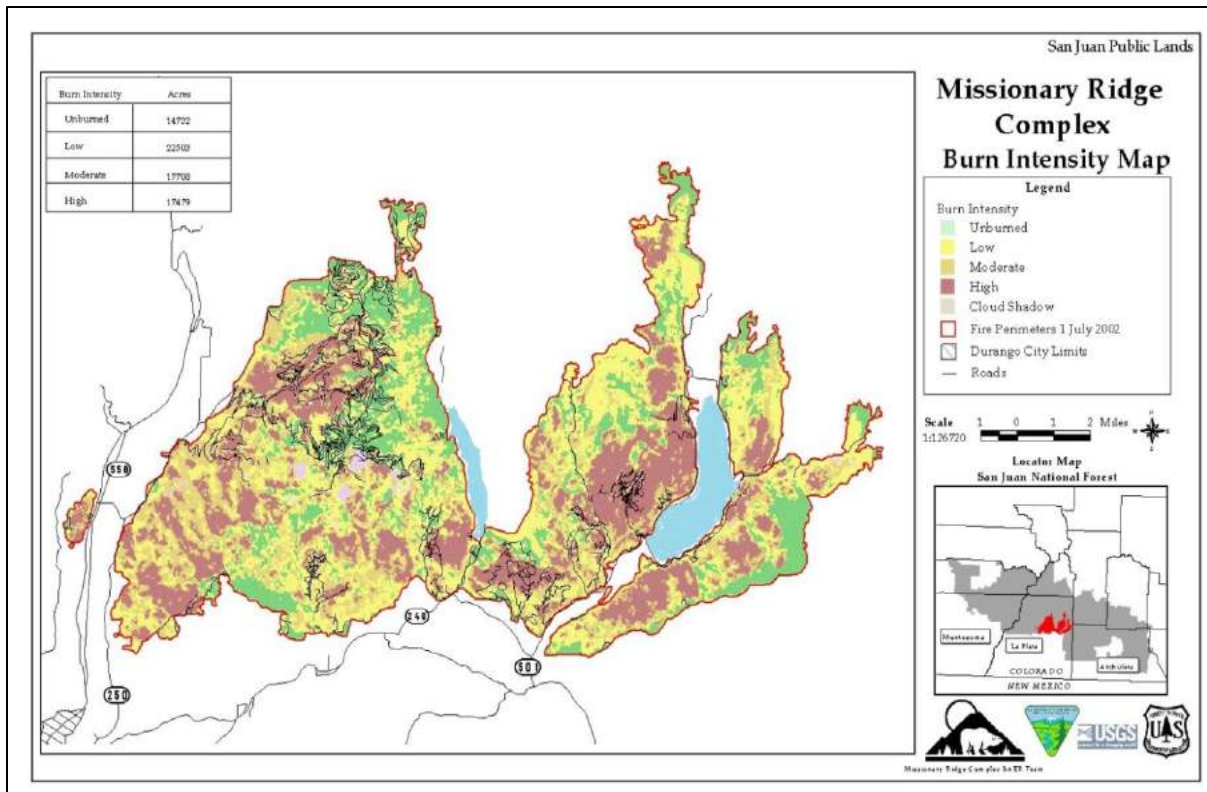 San Juan Public Lands
Missionary Ridge
Complex
Burn Intensity Map
Burn Intensity Acres
Unburned 14732
Low 22503
Moderate 17700
High 17479
Legend
Burn Intensity
Unburned
Low
Moderate
High
Cloud Shadow
Fire Perimeters 1 July 2002
Durango City Limits
Roads
Scale 1 0 1 2 Miles
1:126720
Locator Map
San Juan National Forest
Montezuma
La Plata
Archuleta
COLORADO
NEW MEXICO
550
240
501
250
USGS
UAS
Missionary Ridge Complex BAER Team